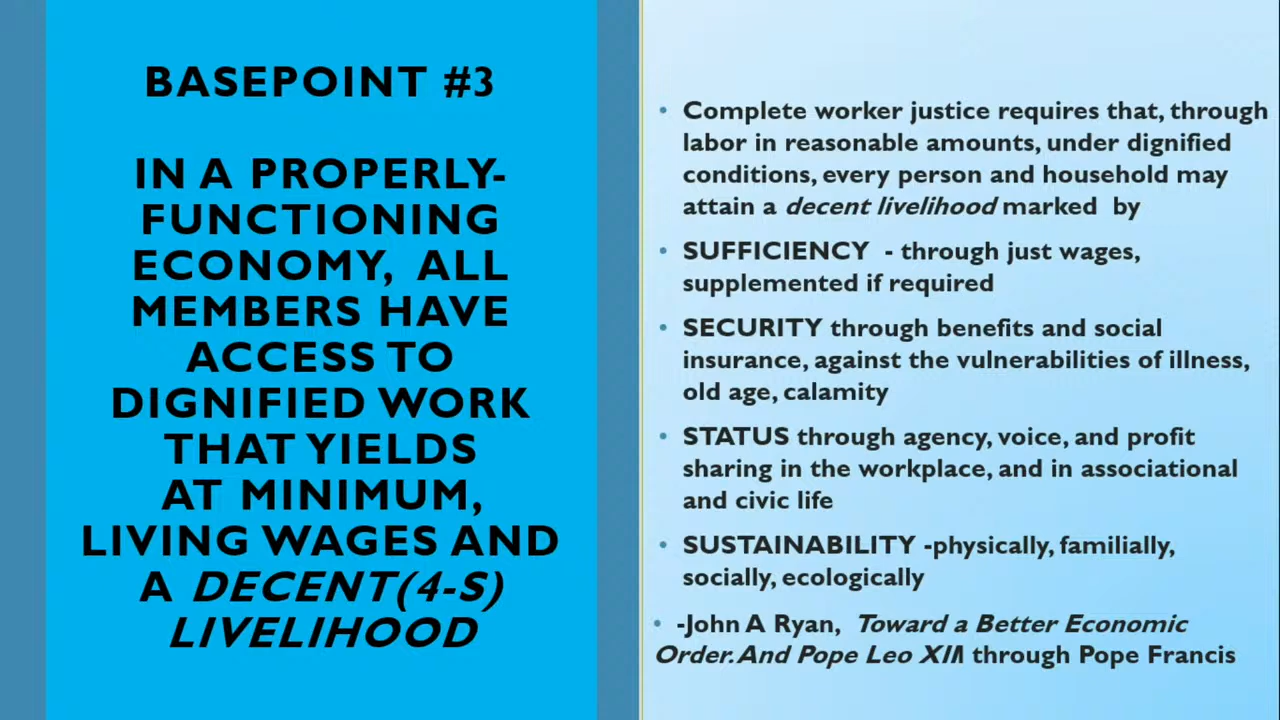 BASEPOINT #3
IN A PROPERLY-
FUNCTIONING
ECONOMY, ALL
MEMBERS HAVE
ACCESS TO
DIGNIFIED WORK
THAT YIELDS
AT MINIMUM,
LIVING WAGES AND
A DECENT(4-S)
LIVELIHOOD
• Complete worker justice requires that, through
labor in reasonable amounts, under dignified
conditions, every person and household may
attain a decent livelihood marked by
• SUFFICIENCY - through just wages,
supplemented if required
• SECURITY through benefits and social
insurance, against the vulnerabilities of illness,
old age, calamity
• STATUS through agency, voice, and profit
sharing in the workplace, and in associational
and civic life
• SUSTAINABILITY -physically, familially,
socially, ecologically
• -John A Ryan, Toward a Better Economic
Order. And Pope Leo XIII through Pope Francis